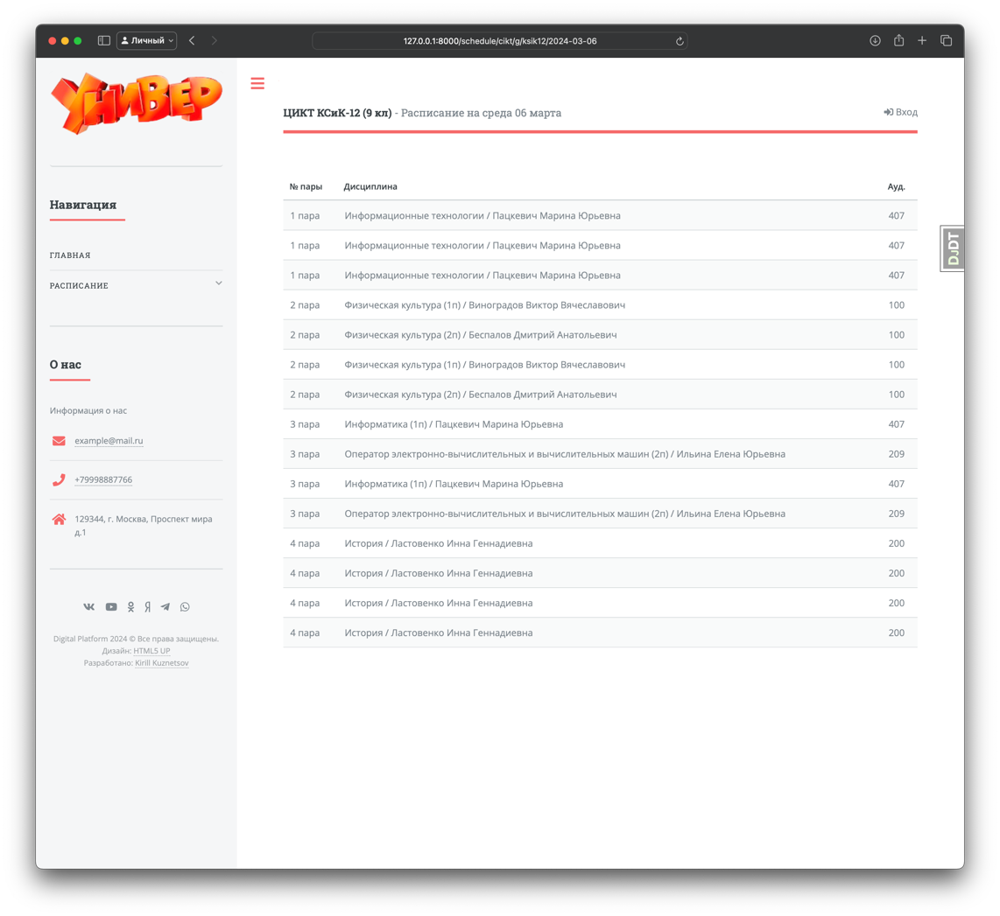 Личный
127.0.0.1:8000/schedule/cikt/g/ksik12/2024-03-06
УНИВЕР
Навигация
ГЛАВНАЯ
РАСПИСАНИЕ
О нас
Информация о нас
example@mail.ru
+79998887766
129344, г. Москва, Проспект мира
д.1
Digital Platform 2024 © Все права защищены.
Дизайн: HTML5 UP
Разработано: Kirill Kuznetsov
ЦИКТ КСиК-12 (9 кл) - Расписание на среда 06 марта
Вход
№ пары Дисциплина Ауд.
1 пара Информационные технологии / Пацкевич Марина Юрьевна 407
1 пара Информационные технологии / Пацкевич Марина Юрьевна 407
1 пара Информационные технологии / Пацкевич Марина Юрьевна 407
2 пара Физическая культура (1п) / Виноградов Виктор Вячеславович 100
2 пара Физическая культура (2п) / Беспалов Дмитрий Анатольевич 100
2 пара Физическая культура (1п) / Виноградов Виктор Вячеславович 100
2 пара Физическая культура (2п) / Беспалов Дмитрий Анатольевич 100
3 пара Информатика (1п) / Пацкевич Марина Юрьевна 407
3 пара Оператор электронно-вычислительных и вычислительных машин (2п) / Ильина Елена Юрьевна 209
3 пара Информатика (1п) / Пацкевич Марина Юрьевна 407
3 пара Оператор электронно-вычислительных и вычислительных машин (2п) / Ильина Елена Юрьевна 209
4 пара История / Ластовенко Инна Геннадиевна 200
4 пара История / Ластовенко Инна Геннадиевна 200
4 пара История / Ластовенко Инна Геннадиевна 200
4 пара История / Ластовенко Инна Геннадиевна 200
DJDT